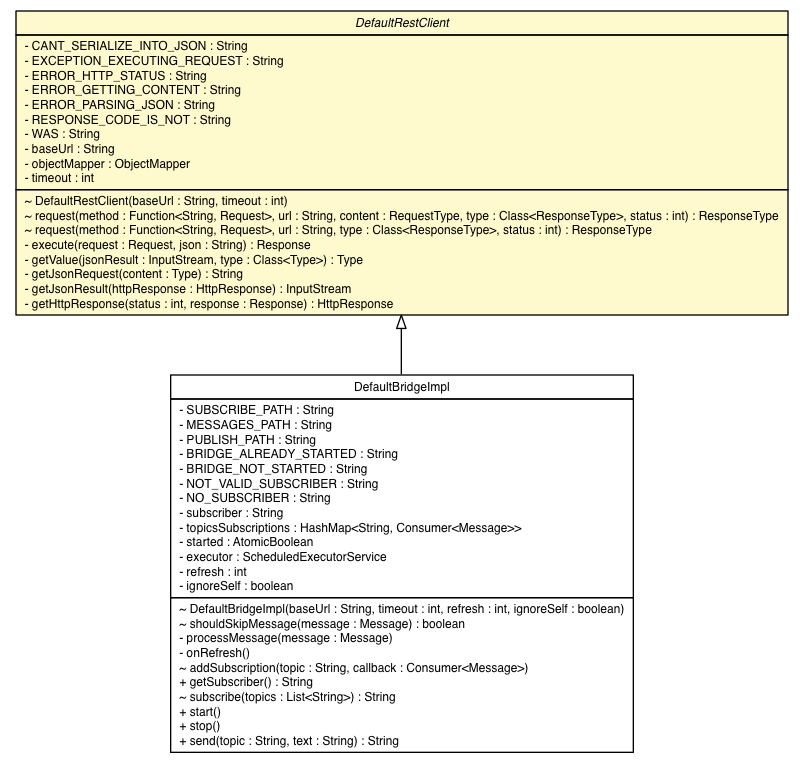 DefaultRestClient
- CANT_SERIALIZE_INTO_JSON : String
- EXCEPTION_EXECUTING_REQUEST : String
- ERROR_HTTP_STATUS : String
- ERROR_GETTING_CONTENT : String
- ERROR_PARSING_JSON : String
- RESPONSE_CODE_IS_NOT : String
- WAS : String
- baseUrl : String
- objectMapper : ObjectMapper
- timeout : int
~ DefaultRestClient(baseUrl : String, timeout : int)
~ request(method : Function<String, Request>, url : String, content : RequestType, type : Class<ResponseType>, status : int) : ResponseType
~ request(method : Function<String, Request>, url : String, type : Class<ResponseType>, status : int) : ResponseType
- execute(request : Request, json : String) : Response
- getValue(jsonResult : InputStream, type : Class<Type>) : Type
- getJsonRequest(content : Type) : String
- getJsonResult(httpResponse : HttpResponse) : InputStream
- getHttpResponse(status : int, response : Response) : HttpResponse
DefaultBridgeImpl
- SUBSCRIBE_PATH : String
- MESSAGES_PATH : String
- PUBLISH_PATH : String
- BRIDGE_ALREADY_STARTED : String
- BRIDGE_NOT_STARTED : String
- NOT_VALID_SUBSCRIBER : String
- NO_SUBSCRIBER : String
- subscriber : String
- topicsSubscriptions : HashMap<String, Consumer<Message>>
- started : AtomicBoolean
- executor : ScheduledExecutorService
- refresh : int
- ignoreSelf : boolean
~ DefaultBridgeImpl(baseUrl : String, timeout : int, refresh : int, ignoreSelf : boolean)
~ shouldSkipMessage(message : Message) : boolean
- processMessage(message : Message)
- onRefresh()
~ addSubscription(topic : String, callback : Consumer<Message>)
+ getSubscriber() : String
~ subscribe(topics : List<String>) : String
+ start()
+ stop()
+ send(topic : String, text : String) : String